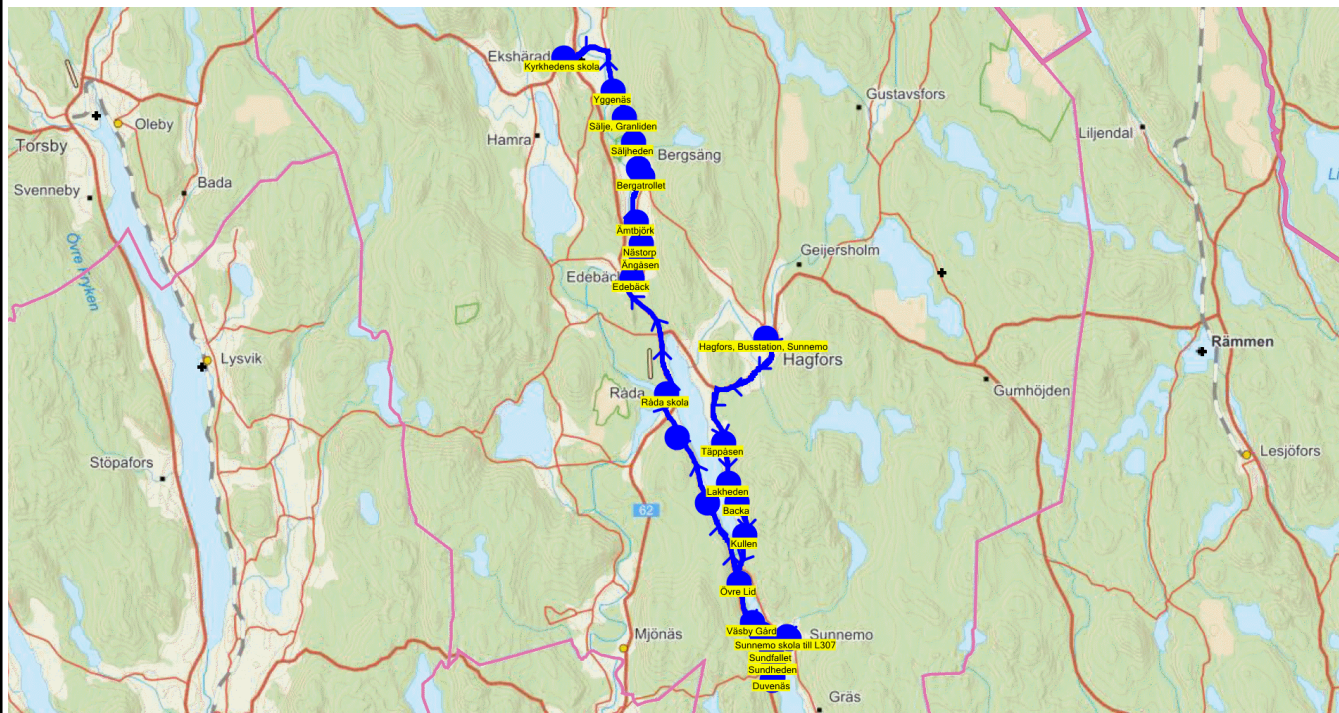 Ekshärad
Kyrkhedens skola
Yggenäs
Gustavsfors
Oleby
Sälje, Granliden
Liljendal
Torsby
Hamra
Säljheden
Bergsäng
Svenneby
Bada
Bergatrollet
Ämtbjörk
Övre Fryken
Nästorp
Geijersholm
Ängåsen
Edebäck
Edebäck
Hagfors, Busstation, Sunnemo
Rämmen
Lysvik
Hagfors
Gumhöjden
Råda
Råda skola
Täppåsen
Lesjöfors
Stöpafors
Lakheden
62
Backa
Kullen
Övre Lid
Väsby Gård
Mjönäs
Sunnemo
Sunnemo skola till L307
Sundfallet
Sundheden
Duvenäs
Gräs